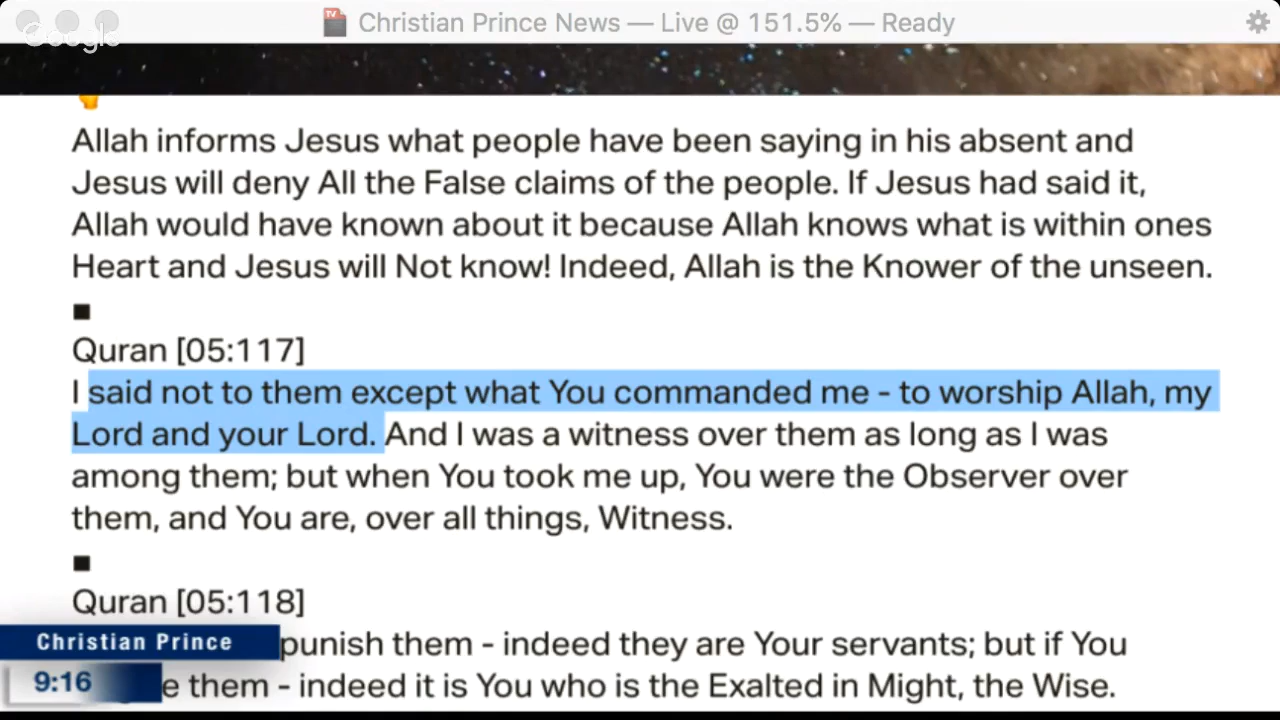 Christian Prince News — Live @ 151.5% — Ready
Google
Allah informs Jesus what people have been saying in his absent and
Jesus will deny All the False claims of the people. If Jesus had said it,
Allah would have known about it because Allah knows what is within ones
Heart and Jesus will Not know! Indeed, Allah is the Knower of the unseen.
Quran [05:117]
I said not to them except what You commanded me - to worship Allah, my
Lord and your Lord. And I was a witness over them as long as I was
among them; but when You took me up, You were the Observer over
them, and You are, over all things, Witness.
Quran [05:118]
punish them - indeed they are Your servants; but if You
e them - indeed it is You who is the Exalted in Might, the Wise.
Christian Prince
9:16